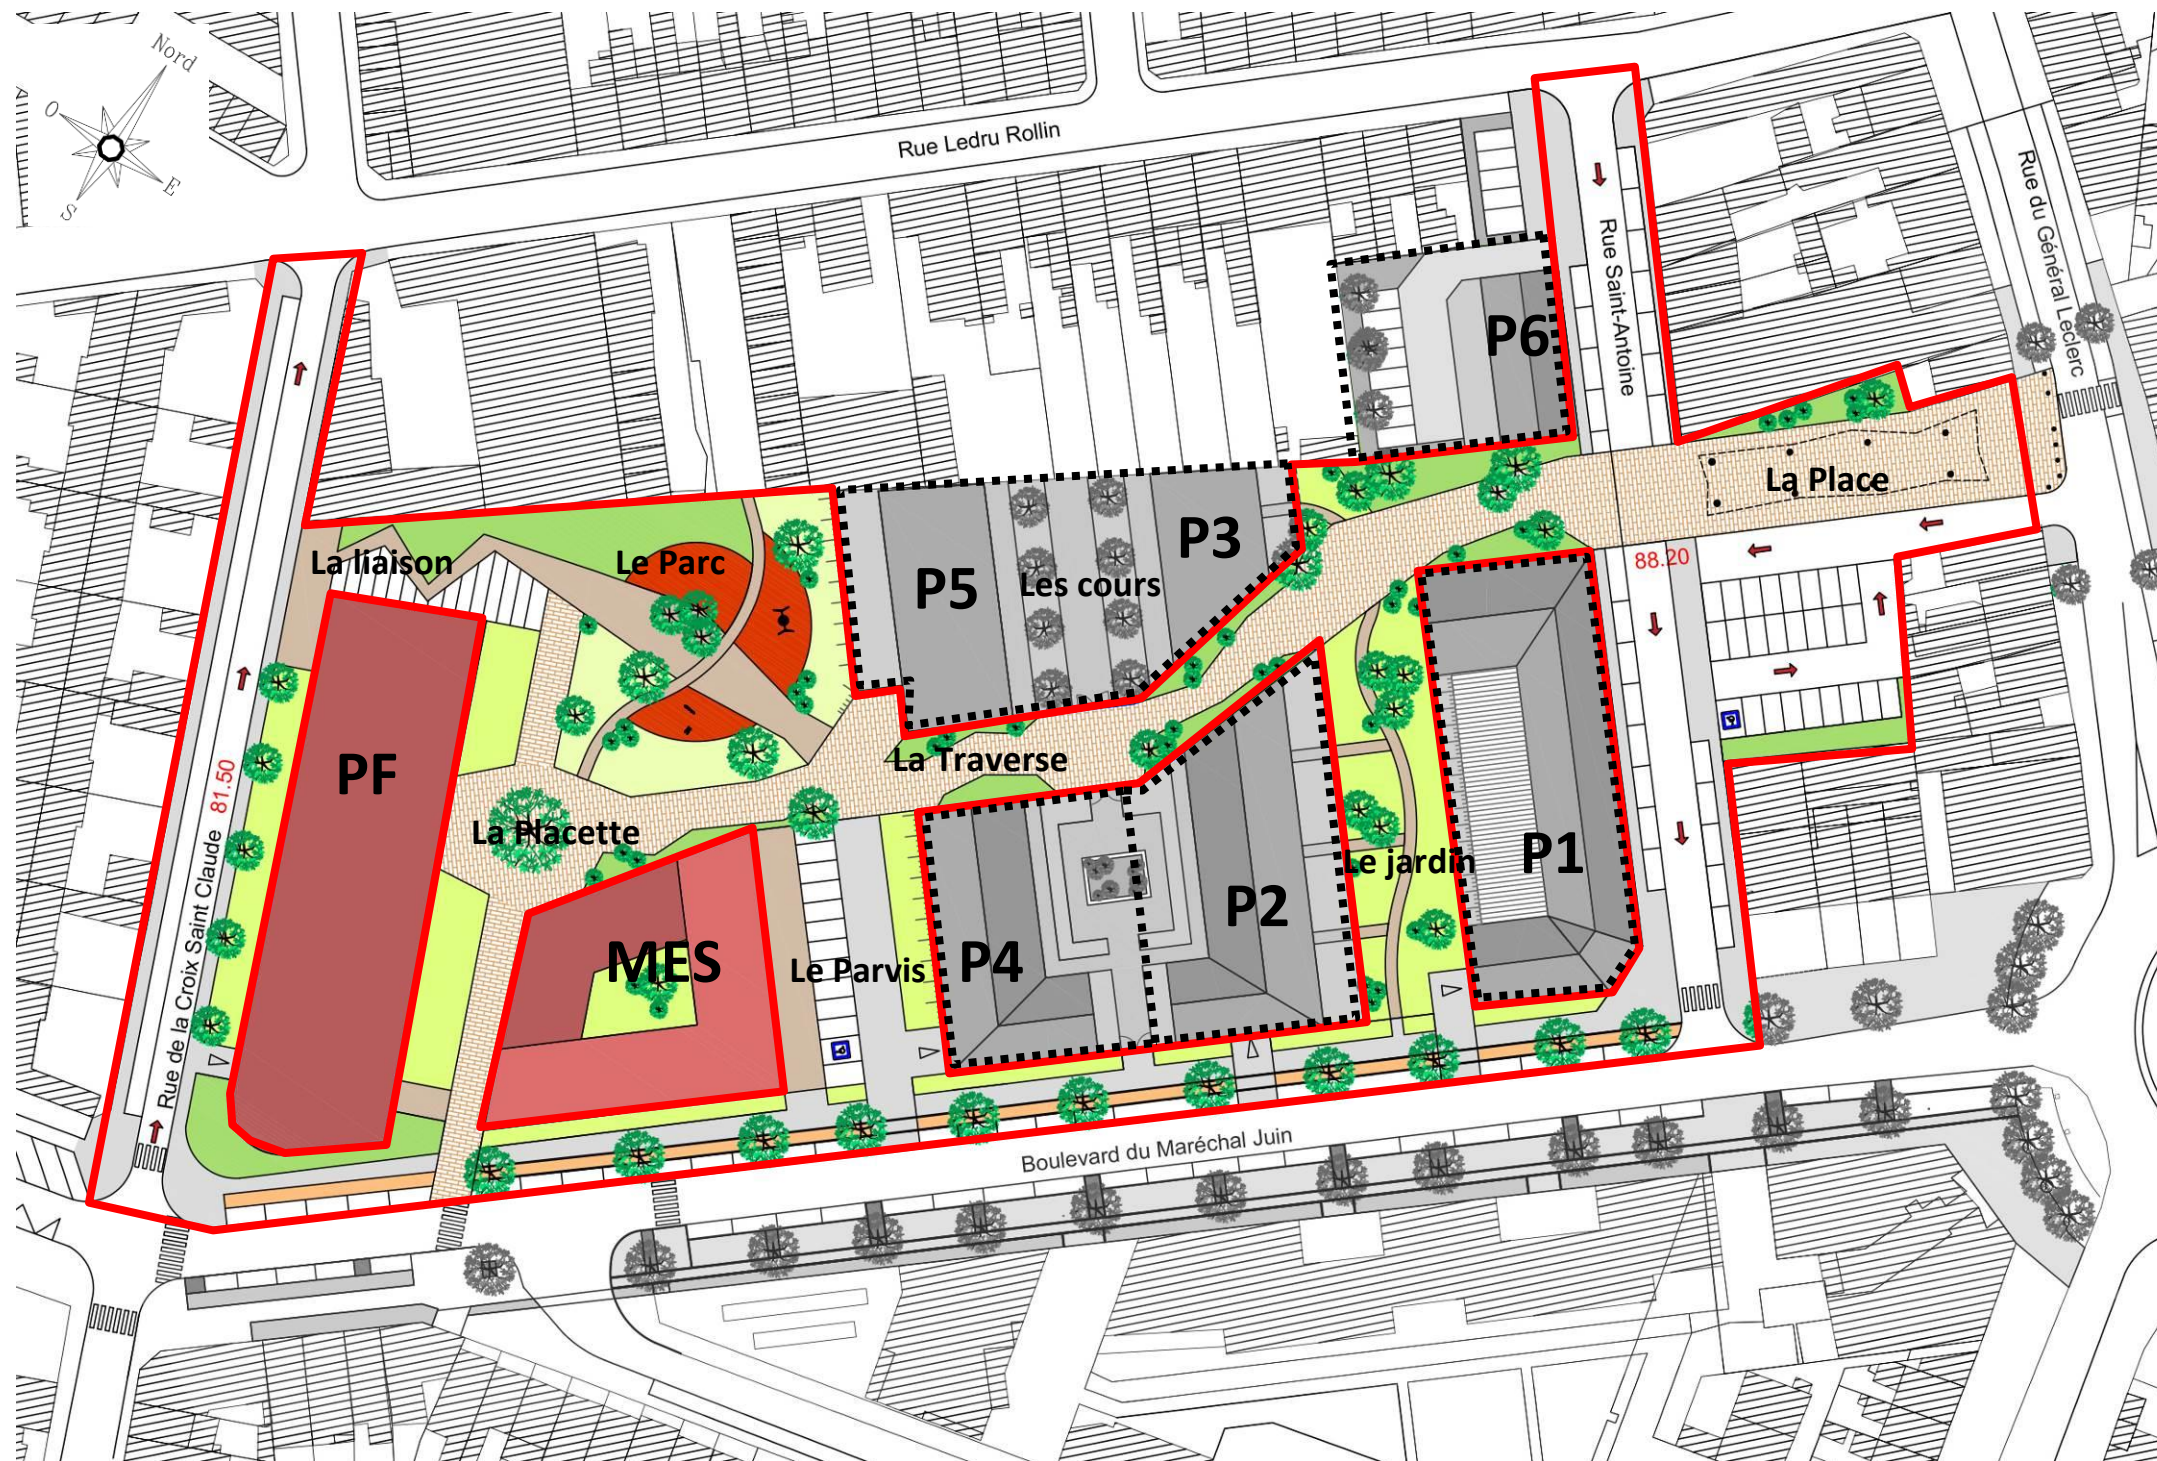 Nord
O
E
S
Rue Ledru Rollin
Rue du Général Leclerc
Rue Saint-Antoine
P6
La Place
La liaison
Le Parc
P5
Les cours
P3
88.20
PF
La Traverse
La Placette
81.50
Rue de la Croix Saint Claude
MES
Le Parvis
P4
P2
Le jardin
P1
Boulevard du Maréchal Juin